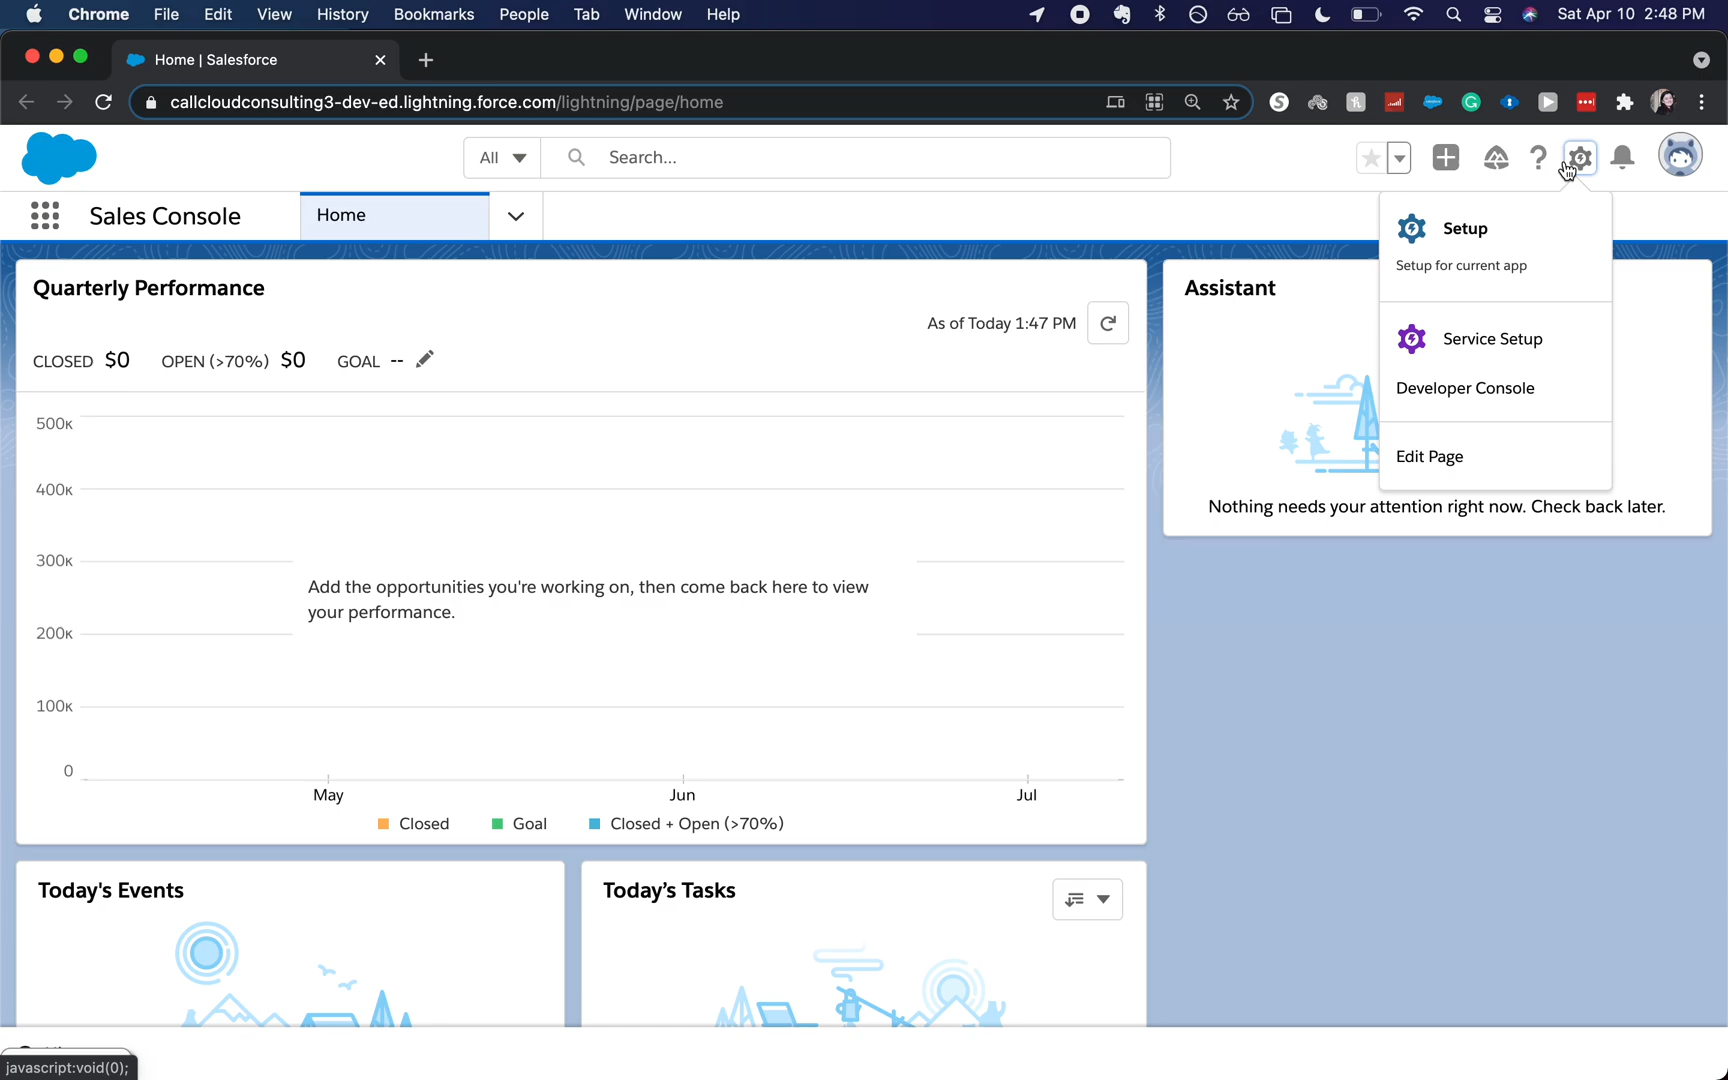 Chrome File Edit View History Bookmarks People Tab Window Help Sat Apr 10 2:48 PM
Home | Salesforce
callcloudconsulting3-dev-ed.lightning.force.com/lightning/page/home
All Search...
Sales Console Home
Setup
Setup for current app
Service Setup
Developer Console
Edit Page
Quarterly Performance
As of Today 1:47 PM
CLOSED $0 OPEN (>70%) $0 GOAL --
500K
400K
300K
200K
100K
0
Add the opportunities you're working on, then come back here to view
your performance.
May Jun Jul
Closed Goal Closed + Open (>70%)
Assistant
Nothing needs your attention right now. Check back later.
Today's Events
Today’s Tasks
javascript:void(0);